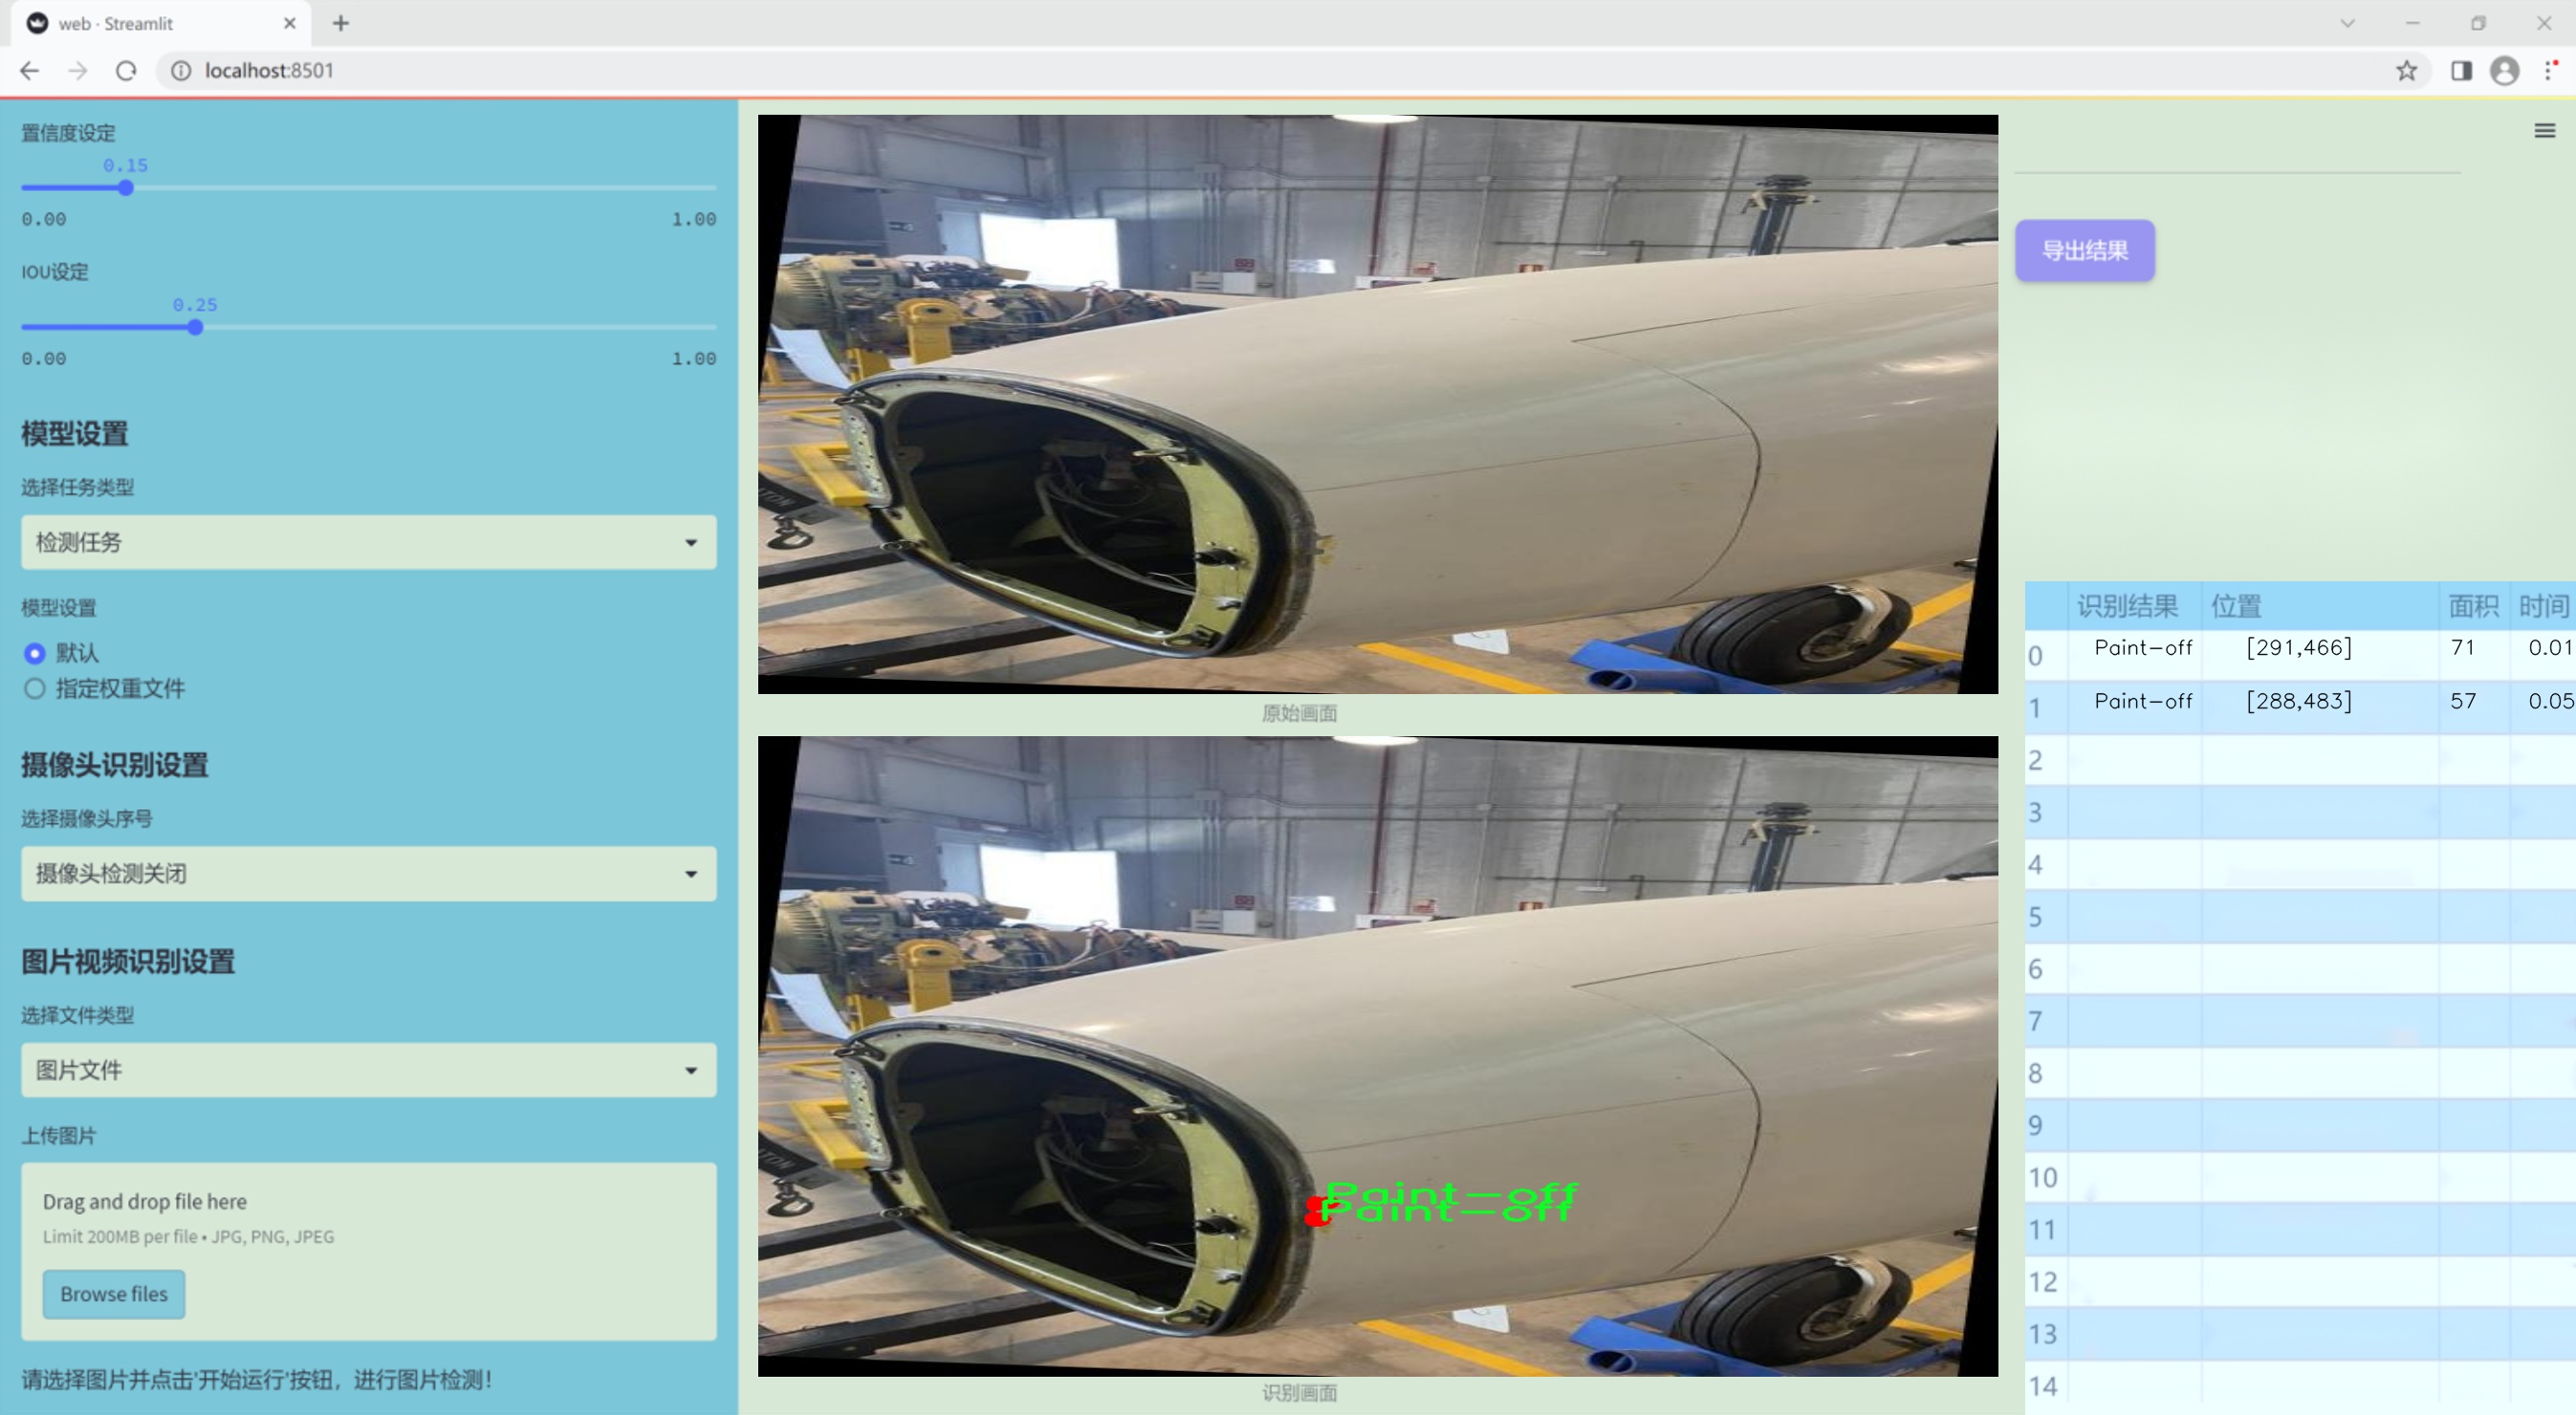 web · Streamlit
localhost:8501
置信度设定
0.15
0.00 1.00
IOU设定
0.25
0.00 1.00
模型设置
选择任务类型
检测任务
模型设置
默认
指定权重文件
摄像头识别设置
选择摄像头序号
摄像头检测关闭
图片视频识别设置
选择文件类型
图片文件
上传图片
Drag and drop file here
Limit 200MB per file • JPG, PNG, JPEG
Browse files
请选择图片并点击'开始运行'按钮，进行图片检测！
原始画面
Paint-off
Paint-off
识别画面
导出结果
识别结果 位置 面积 时间
0 Paint-off [291,466] 71 0.01
1 Paint-off [288,483] 57 0.05
2
3
4
5
6
7
8
9
10
11
12
13
14